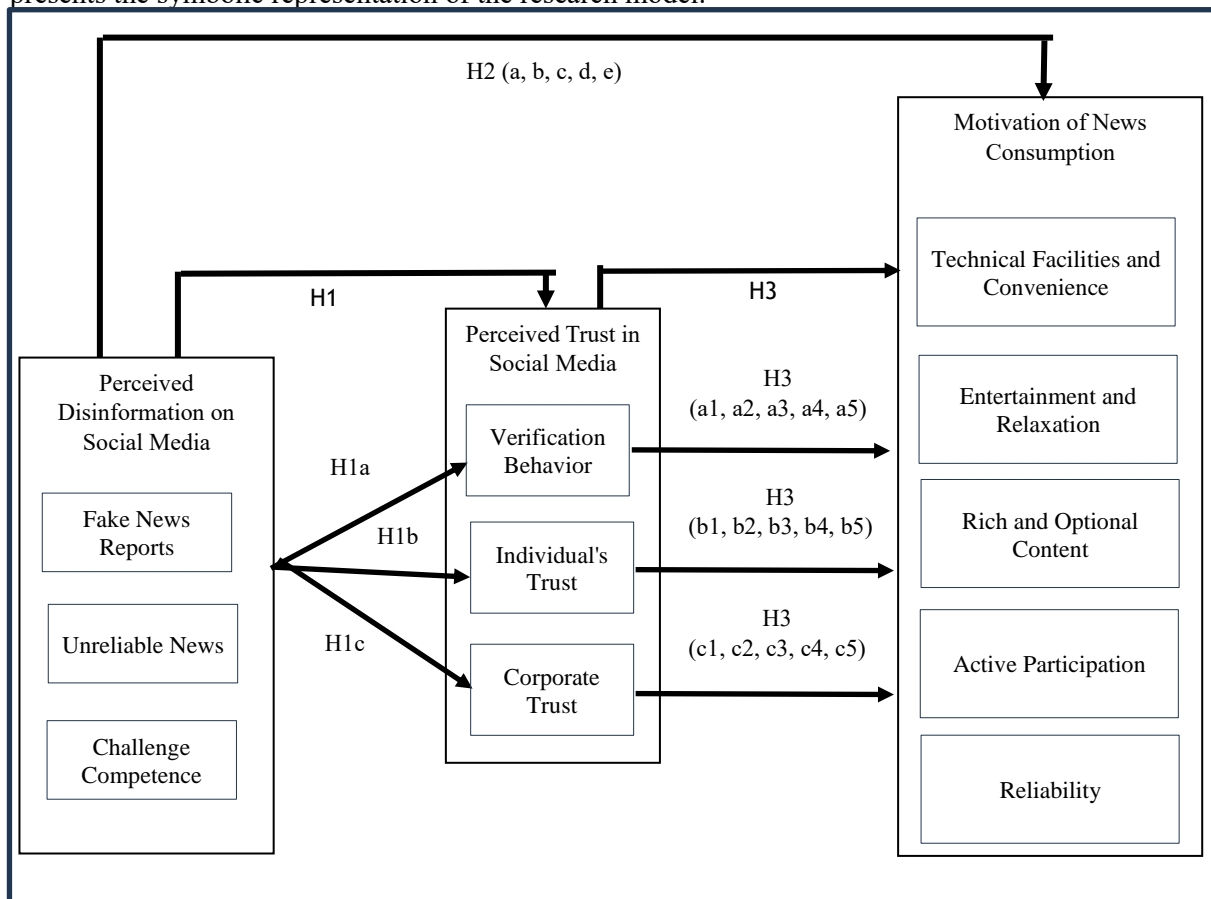 presents the symbolic representation of the research model.
H2 (a, b, c, d, e)
Motivation of News
Consumption
Technical Facilities and
Convenience
H1
H3
Perceived Trust in
Social Media
Perceived
Disinformation on
Social Media
H3
(a1, a2, a3, a4, a5)
Entertainment and
Relaxation
Verification
Behavior
H1a
Fake News
Reports
H1b
H3
(b1, b2, b3, b4, b5)
Rich and Optional
Content
Individual's
Trust
Unreliable News
H1c
H3
(c1, c2, c3, c4, c5)
Active Participation
Corporate
Trust
Challenge
Competence
Reliability